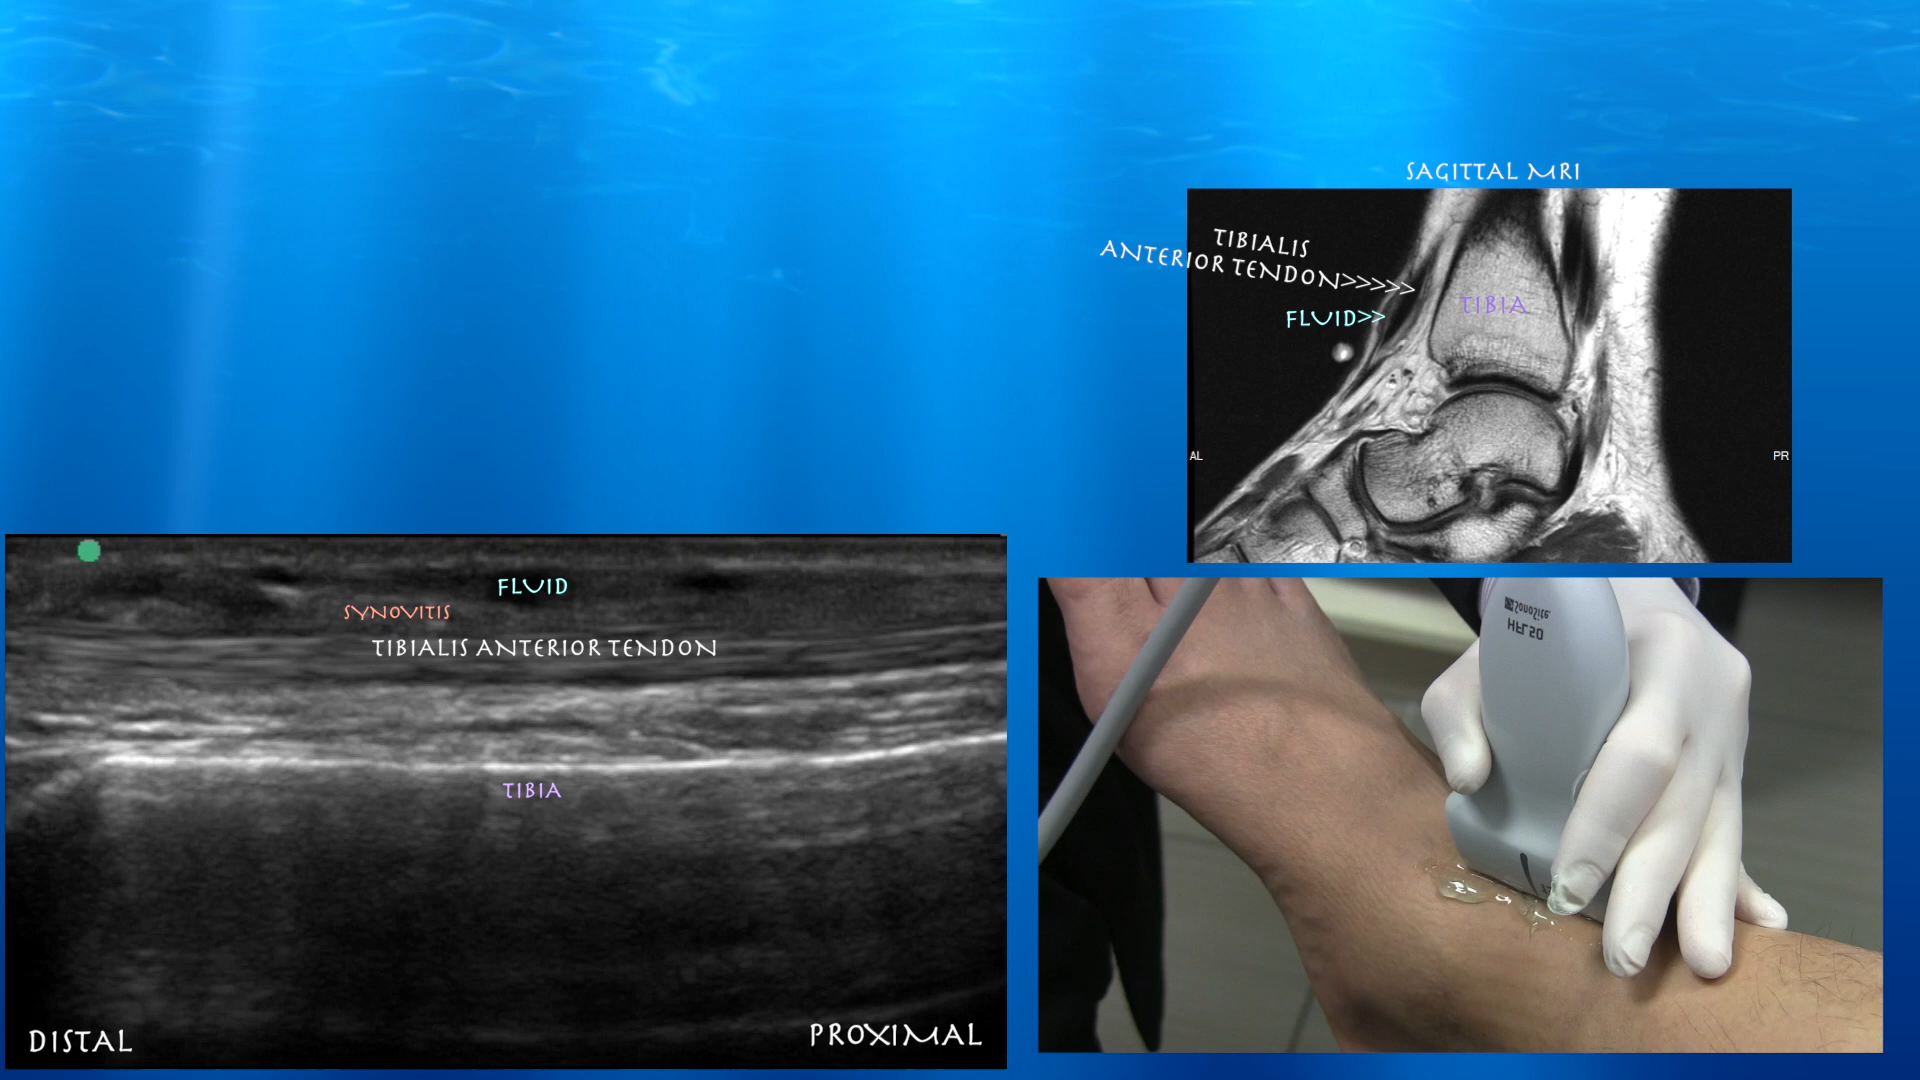 SAGITTAL MRI
TIBIALIS
ANTERIOR TENDON>>>>>
TIBIA
FLUID>>
AL
PR
FLUID
SYNOVITIS
TIBIALIS ANTERIOR TENDON
TIBIA
DISTAL
PROXIMAL
SonoSite
HFL50